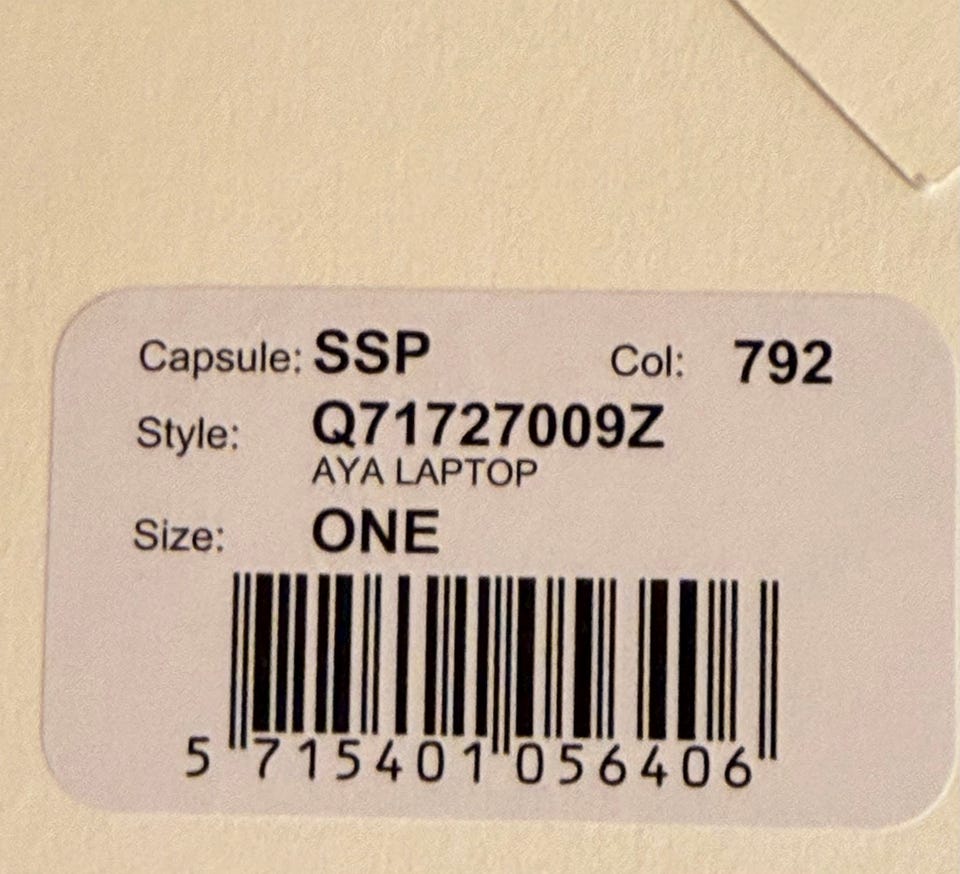 Capsule: SSP Col: 792
Style: Q71727009Z
AYA LAPTOP
Size: ONE
5 715401 056406